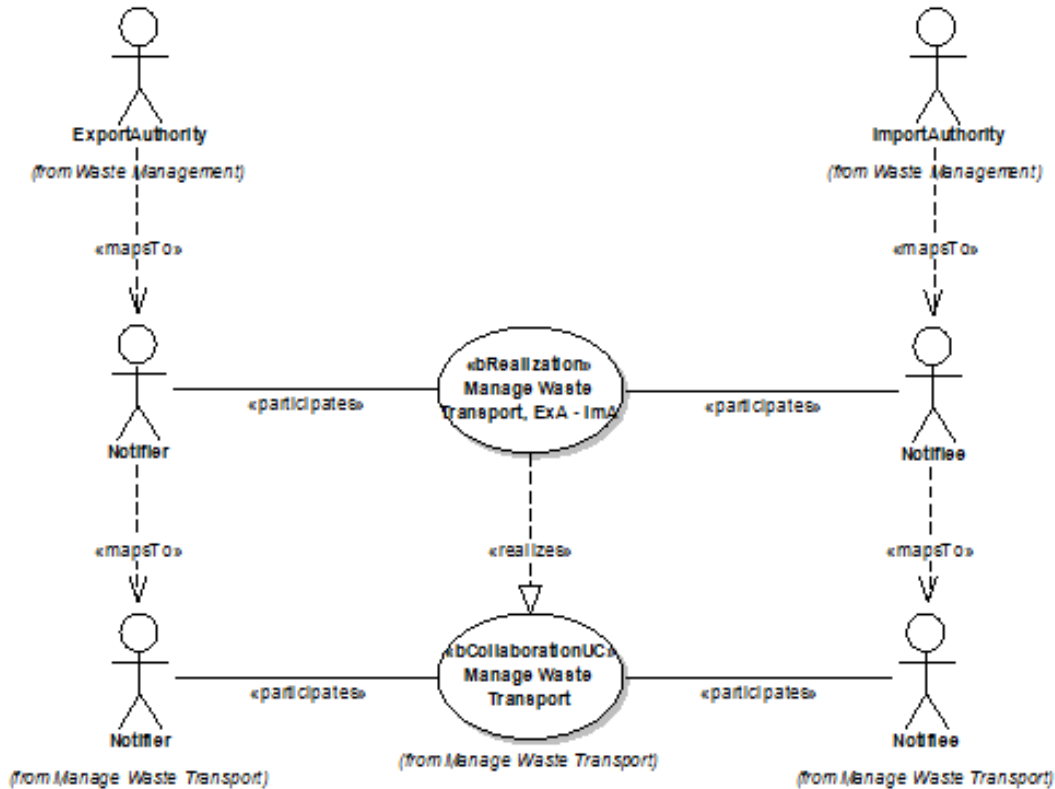 ExportAuthority
ImportAuthority
(from Waste Management)
(from Waste Management)
«mapsTo»
«mapsTo»
«bRealization»
Manage Waste
Transport, ExA - ImA
«participates»
«participates»
Notifier
Notifiee
«mapsTo»
«realizes»
«mapsTo»
«bCollaborationUC»
Manage Waste
Transport
«participates»
«participates»
Notifier
Notifiee
(from Manage Waste Transport)
(from Manage Waste Transport)
(from Manage Waste Transport)